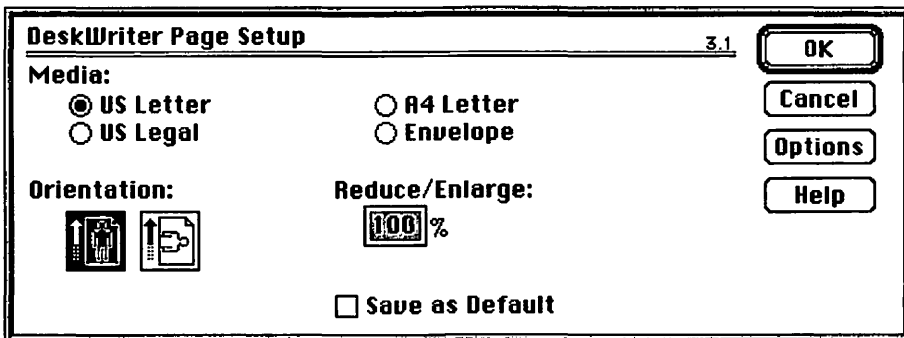 DeskWriter Page Setup 3.1 OK
Media:
US Letter A4 Letter Cancel
US Legal Envelope
Options
Orientation: Reduce/Enlarge: Help
100 %
Save as Default